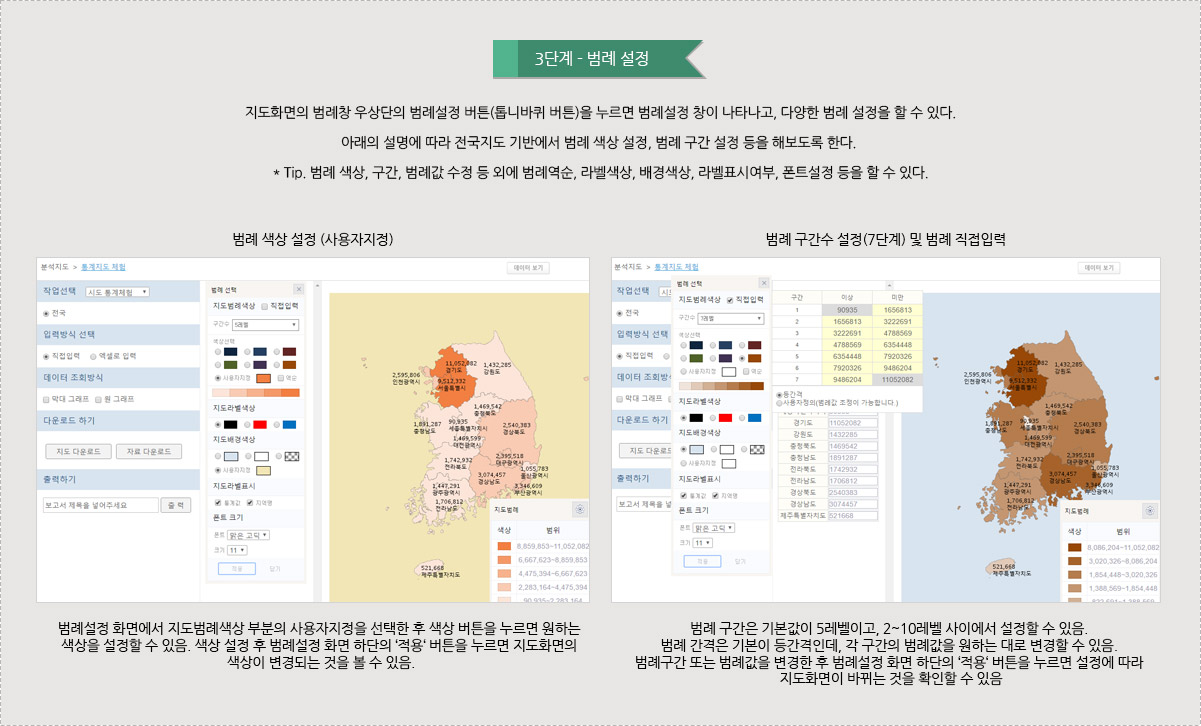 3단계 - 범례 설정
지도화면의 범례창 우상단의 범례설정 버튼(톱니바퀴 버튼)을 누르면 범례설정 창이 나타나고, 다양한 범례 설정을 할 수 있다.
아래의 설명에 따라 전국지도 기반에서 범례 색상 설정, 범례 구간 설정 등을 해보도록 한다.
* Tip. 범례 색상, 구간, 범례값 수정 등 외에 범례역순, 라벨색상, 배경색상, 라벨표시여부, 폰트설정 등을 할 수 있다.
범례 색상 설정 (사용자지정)
분석지도 > 통계지도 체험
데이터 보기
작업선택
시도 통계체험
전국
입력방식 선택
직접입력 엑셀로 입력
데이터 조회방식
막대 그래프 원 그래프
다운로드 하기
지도 다운로드 자료 다운로드
출력하기
보고서 제목을 넣어주세요 출 력
범례 선택
지도범례색상 직접입력
구간수 5레벨
색상선택
사용자지정 역순
지도라벨색상
지도배경색상
사용자지정
지도라벨표시
통계값 지역명
폰트 크기
폰트 맑은 고딕
크기 11
적용 닫기
11,052,082
경기도
1,432,285
강원도
2,595,806
인천광역시
9,512,332
서울특별시
1,469,542
충청북도
1,891,287
충청남도
90,935
세종특별자치시
2,540,383
경상북도
1,469,599
대전광역시
1,742,932
전라북도
2,395,518
대구광역시
1,055,783
울산광역시
3,074,457
경상남도
3,346,609
부산광역시
1,447,291
광주광역시
1,706,812
전라남도
521,668
제주특별자치도
지도범례
색상 범위
8,859,853~11,052,082
6,667,623~8,859,853
4,475,394~6,667,623
2,283,164~4,475,394
90,935~2,283,164
범례설정 화면에서 지도범례색상 부분의 사용자지정을 선택한 후 색상 버튼을 누르면 원하는
색상을 설정할 수 있음. 색상 설정 후 범례설정 화면 하단의 '적용' 버튼을 누르면 지도화면의
색상이 변경되는 것을 볼 수 있음.
범례 구간수 설정(7단계) 및 범례 직접입력
분석지도 > 통계지도 체험
데이터 보기
작업선택
전국
입력방식 선택
직접입력
데이터 조회방
막대 그래프
다운로드 하기
지도 다운로
출력하기
보고서 제목을 넣
범례 선택
지도범례색상 직접입력
구간수 7레벨
색상선택
사용자지정 역순
지도라벨색상
지도배경색상
사용자지정
지도라벨표시
통계값 지역명
폰트 크기
폰트 맑은 고딕
크기 11
적용 닫기
구간 이상 미만
1 90935 1656813
2 1656813 3222691
3 3222691 4788569
4 4788569 6354448
5 6354448 7920326
6 7920326 9486204
7 9486204 11052082
등간격
사용자정의(범례값 조정이 가능합니다.)
경기도 11052082
강원도 1432285
충청북도 1469542
충청남도 1891287
전라북도 1742932
전라남도 1706812
경상북도 2540383
경상남도 3074457
제주특별자치도 521668
11,052,082
경기도
1,432,285
강원도
2,595,806
인천광역시
9,512,332
서울특별시
1,469,542
충청북도
1,891,287
충청남도
90,935
세종특별자치시
2,540,383
경상북도
1,469,599
대전광역시
1,742,932
전라북도
2,395,518
대구광역시
1,055,783
울산광역시
3,074,457
경상남도
3,346,609
부산광역시
1,447,291
광주광역시
1,706,812
전라남도
521,668
제주특별자치도
지도범례
색상 범위
8,086,204~11,052,082
3,020,326~8,086,204
1,854,448~3,020,326
1,388,569~1,854,448
범례 구간은 기본값이 5레벨이고, 2~10레벨 사이에서 설정할 수 있음.
범례 간격은 기본이 등간격인데, 각 구간의 범례값을 원하는 대로 변경할 수 있음.
범례구간 또는 범례값을 변경한 후 범례설정 화면 하단의 '적용' 버튼을 누르면 설정에 따라
지도화면이 바뀌는 것을 확인할 수 있음